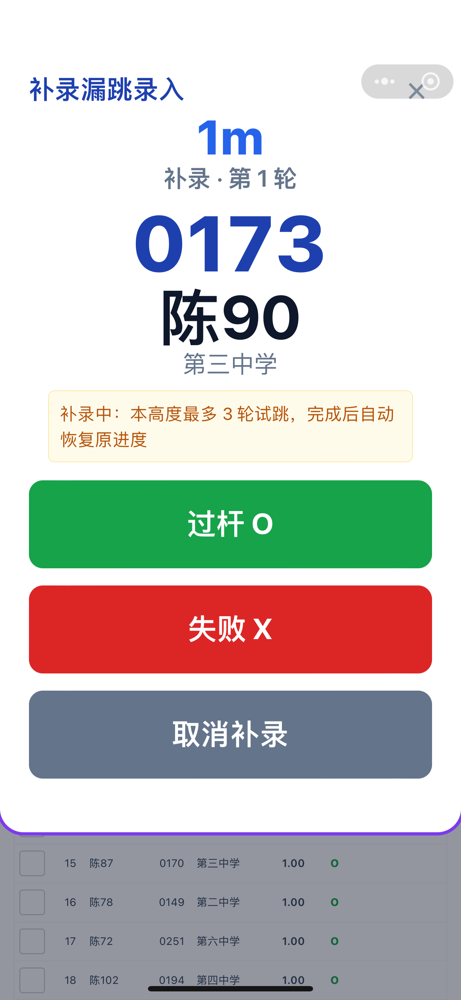 补录漏跳录入
1m
补录 · 第 1 轮
0173
陈90
第三中学
补录中：本高度最多 3 轮试跳，完成后自动
恢复原进度
过杆 O
失败 X
取消补录
15 陈87 0170 第三中学 1.00 O
16 陈78 0149 第二中学 1.00 O
17 陈72 0251 第六中学 1.00 O
18 陈102 0194 第四中学 1.00 O